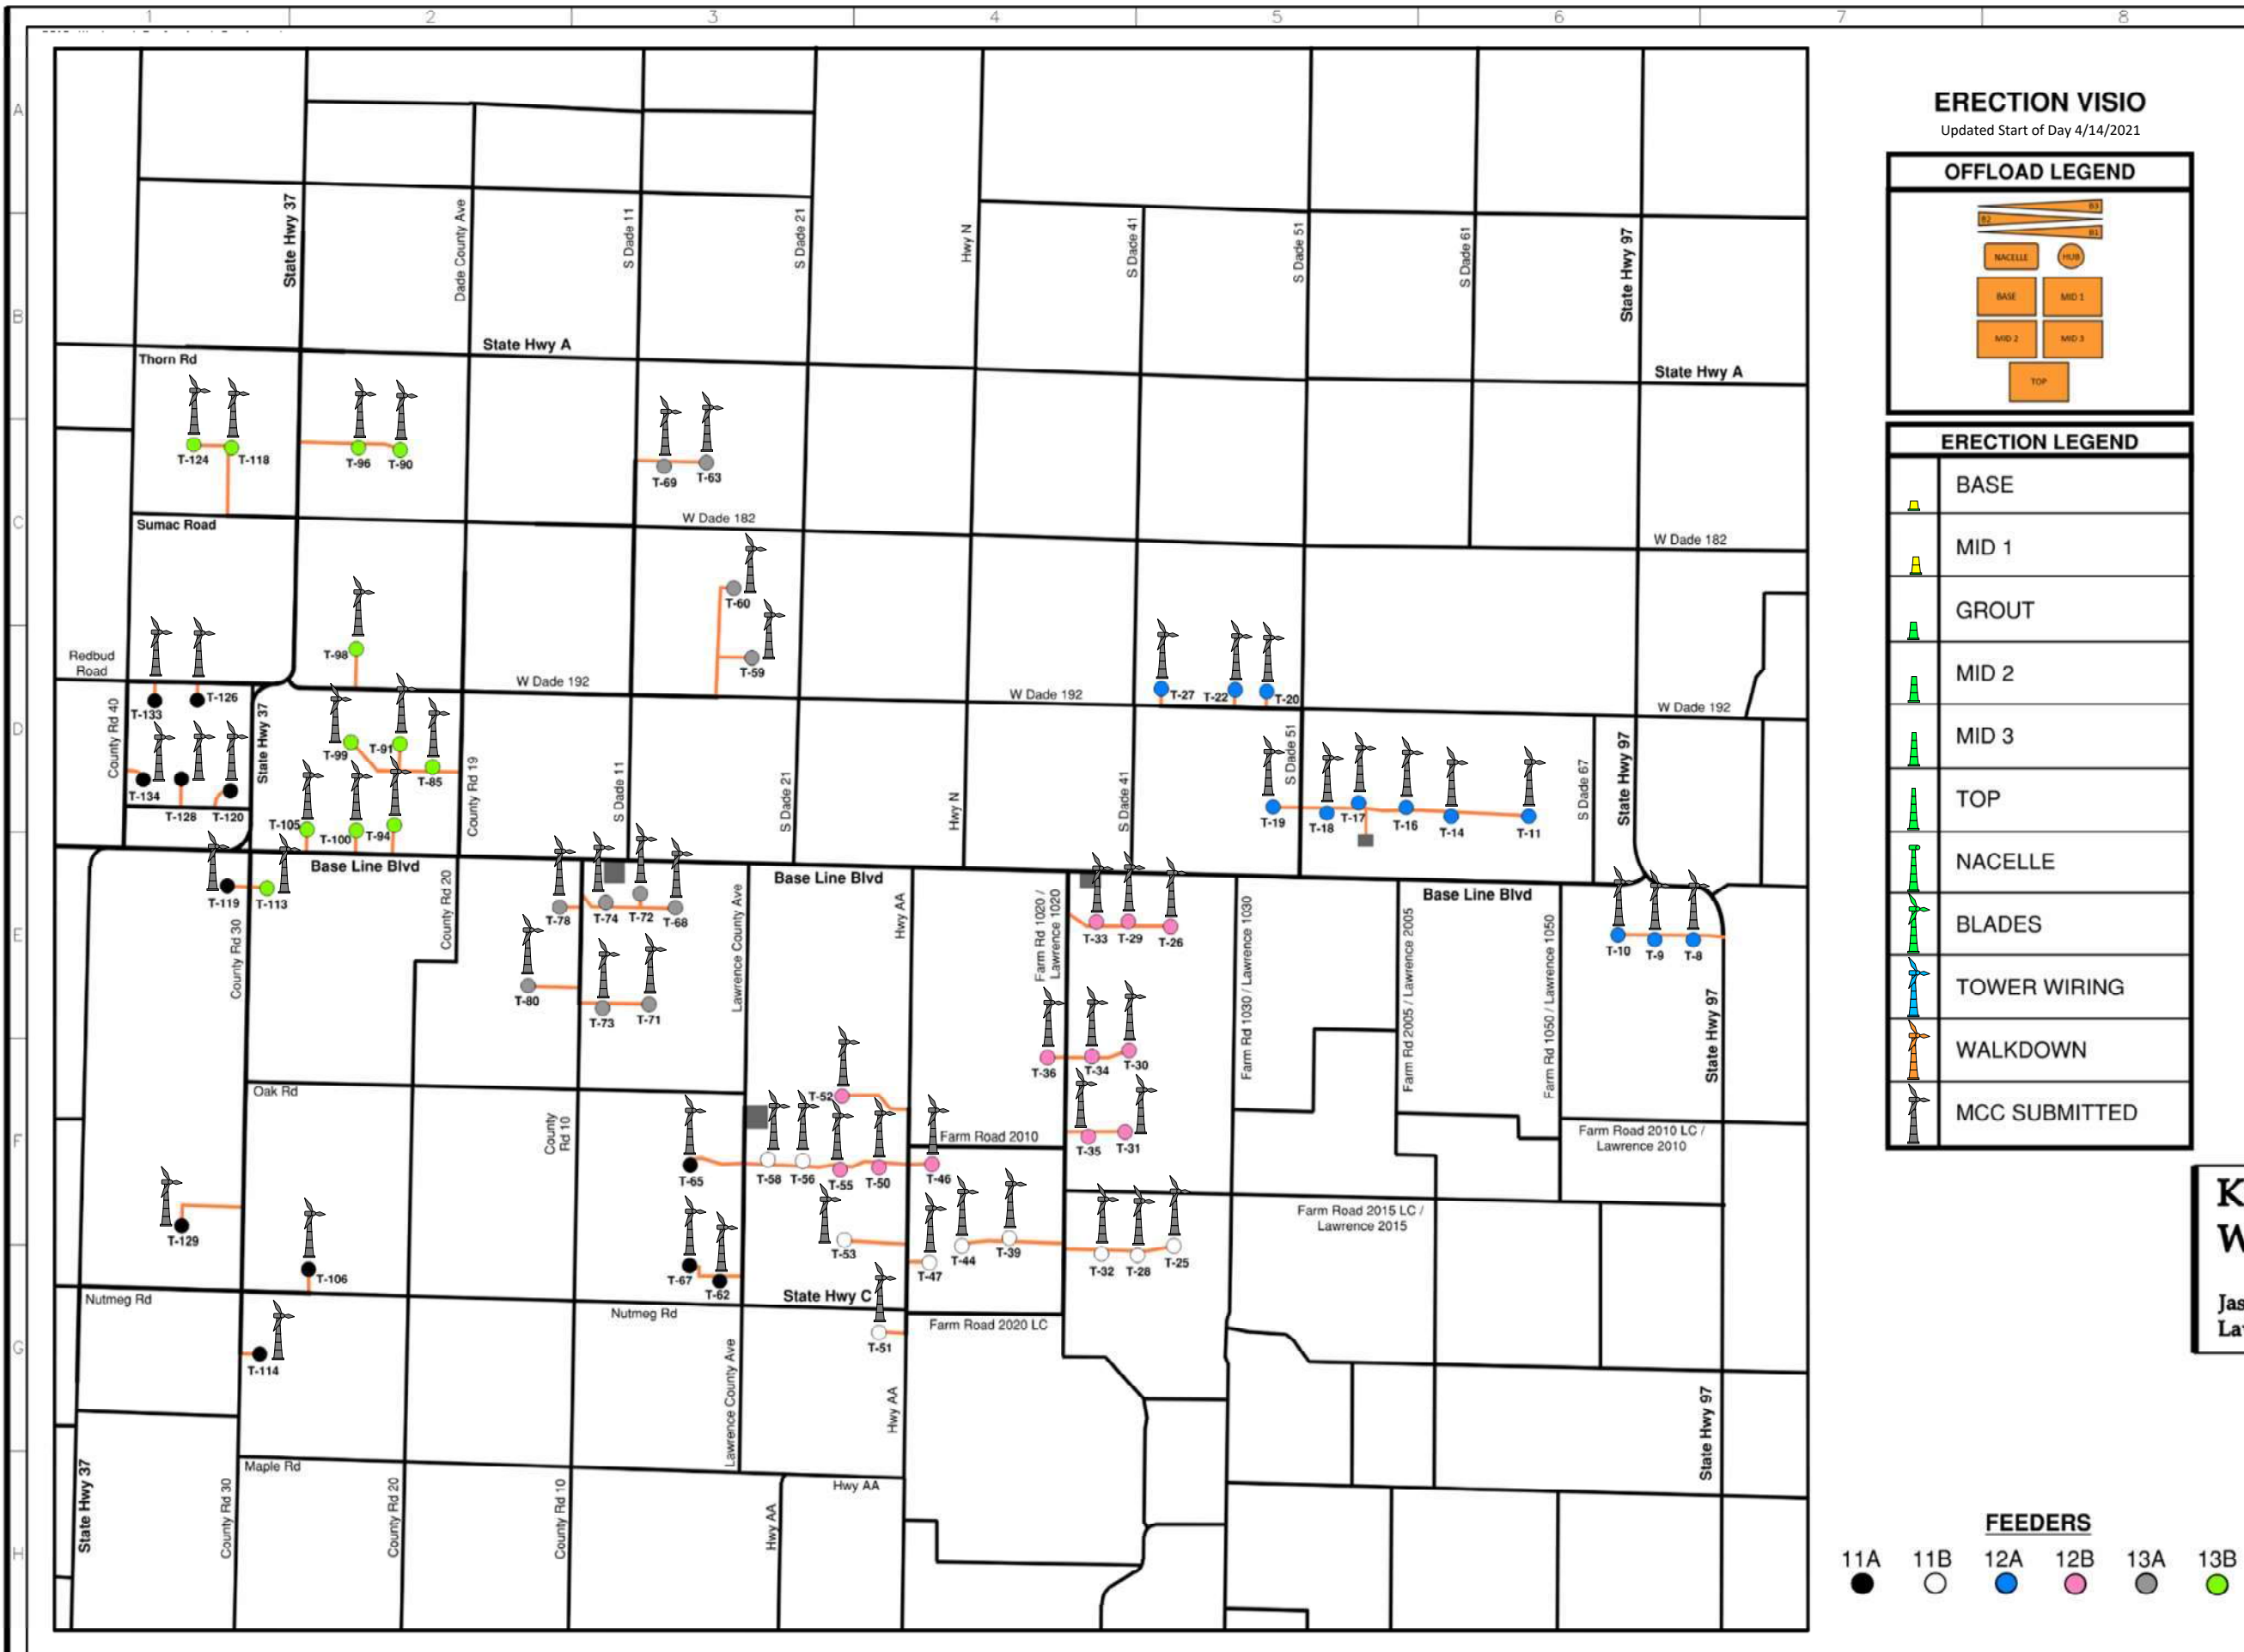 1 2 3 4 5 6 7 8
A
B
C
D
E
F
G
H
ERECTION VISIO
Updated Start of Day 4/14/2021
OFFLOAD LEGEND
B3
B2
B1
NACELLE HUB
BASE MID 1
MID 2 MID 3
TOP
ERECTION LEGEND
BASE
MID 1
GROUT
MID 2
MID 3
TOP
NACELLE
BLADES
TOWER WIRING
WALKDOWN
MCC SUBMITTED
K
W
Jas
La
FEEDERS
11A 11B 12A 12B 13A 13B
State Hwy 37
Dade County Ave
S Dade 11
S Dade 21
Hwy N
S Dade 41
S Dade 51
S Dade 61
State Hwy 97
State Hwy A
Thorn Rd
State Hwy A
T-124 T-118
T-96 T-90
T-69 T-63
Sumac Road
W Dade 182
W Dade 182
T-60
T-59
T-98
Redbud
Road
W Dade 192
W Dade 192
W Dade 192
T-27 T-22 T-20
T-133 T-126
County Rd 40
State Hwy 37
T-99 T-91
T-85
T-134
T-128 T-120
T-105
T-100 T-94
County Rd 19
S Dade 11
S Dade 21
Hwy N
S Dade 41
S Dade 51
T-19 T-18 T-17 T-16 T-14 T-11
S Dade 67
State Hwy 97
Base Line Blvd
Base Line Blvd
Base Line Blvd
T-119 T-113
County Rd 30
County Rd 20
T-78 T-74 T-72 T-68
T-80
T-73 T-71
Lawrence County Ave
Hwy AA
Farm Rd 1020 /
Lawrence 1020
T-33 T-29 T-26
Farm Rd 1030 / Lawrence 1030
Farm Rd 2005 / Lawrence 2005
Farm Rd 1050 / Lawrence 1050
T-10 T-9 T-8
State Hwy 97
T-36 T-34 T-30
T-35 T-31
Oak Rd
County
Rd 10
T-52
Farm Road 2010
Farm Road 2010 LC /
Lawrence 2010
T-65 T-58 T-56 T-55 T-50 T-46
T-129
T-106
T-67
T-62
T-53
T-47
T-44 T-39
T-32 T-28 T-25
Farm Road 2015 LC /
Lawrence 2015
State Hwy C
Nutmeg Rd
Nutmeg Rd
Farm Road 2020 LC
T-51
T-114
Lawrence County Ave
Hwy AA
State Hwy 97
Maple Rd
Hwy AA
State Hwy 37
County Rd 30
County Rd 20
County Rd 10
Hwy AA